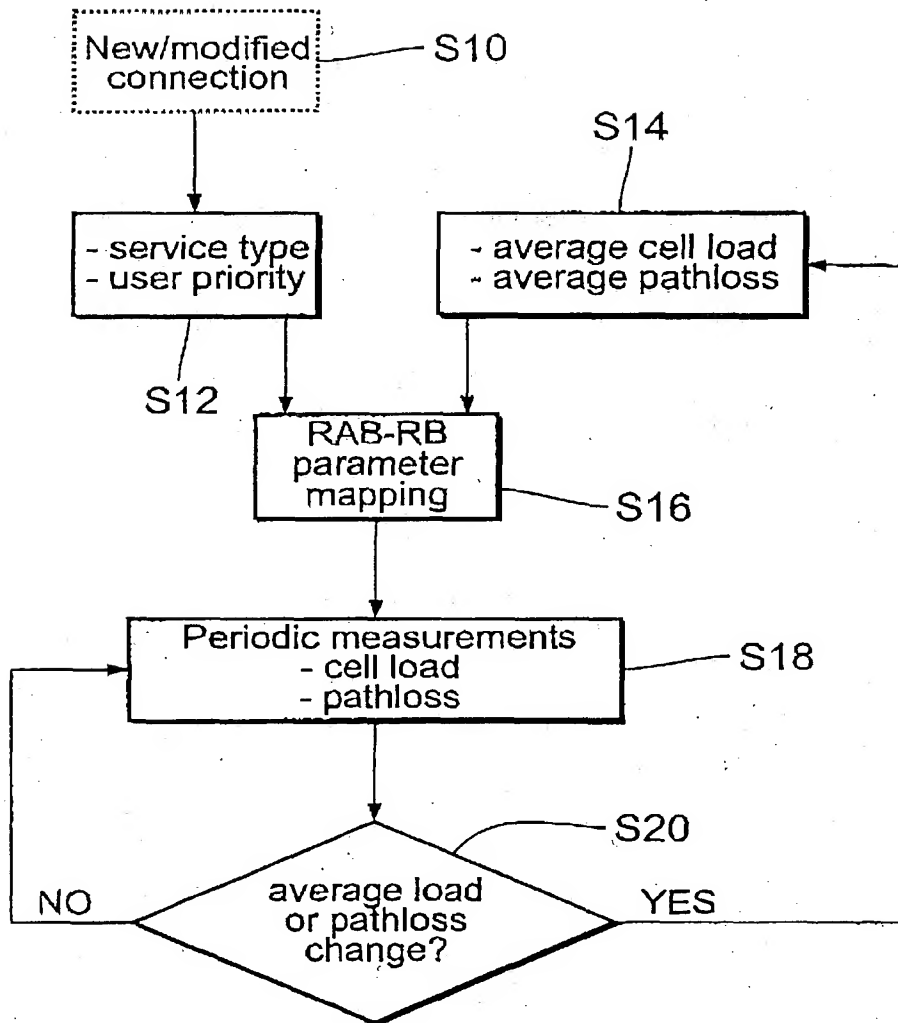 New/modified
connection
S10
S14
- service type
- user priority
- average cell load
- average pathloss
S12
RAB-RB
parameter
mapping
S16
Periodic measurements
- cell load
- pathloss
S18
S20
NO
average load
or pathloss
change?
YES